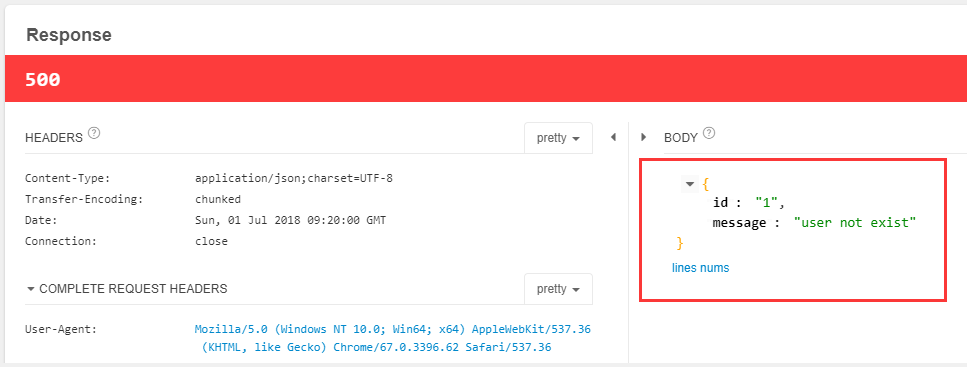 Response
500
HEADERS ?
pretty
Content-Type: application/json;charset=UTF-8
Transfer-Encoding: chunked
Date: Sun, 01 Jul 2018 09:20:00 GMT
Connection: close
COMPLETE REQUEST HEADERS
pretty
User-Agent: Mozilla/5.0 (Windows NT 10.0; Win64; x64) AppleWebKit/537.36
(KHTML, like Gecko) Chrome/67.0.3396.62 Safari/537.36
BODY ?
{
id : "1",
message : "user not exist"
}
lines nums